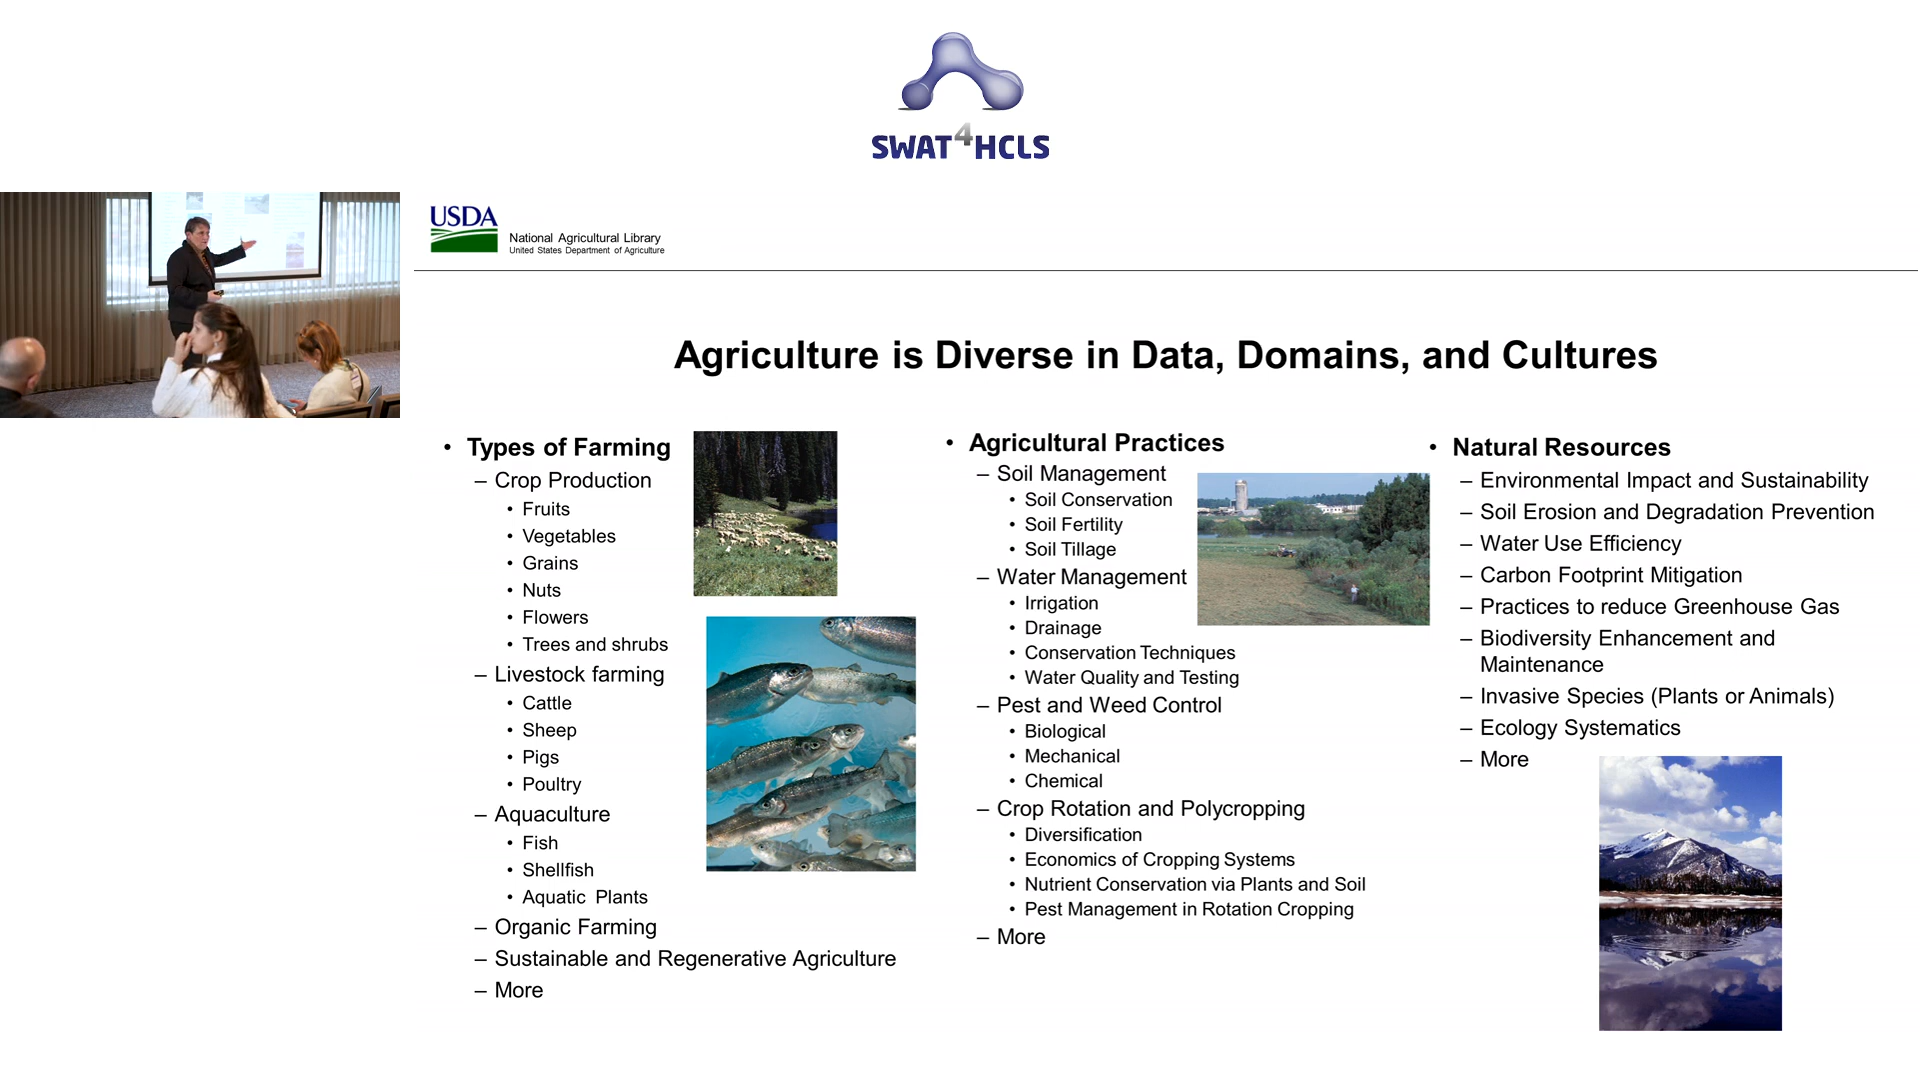 SWAT4HCLS
USDA
National Agricultural Library
United States Department of Agriculture
Agriculture is Diverse in Data, Domains, and Cultures
• Types of Farming
– Crop Production
• Fruits
• Vegetables
• Grains
• Nuts
• Flowers
• Trees and shrubs
– Livestock farming
• Cattle
• Sheep
• Pigs
• Poultry
– Aquaculture
• Fish
• Shellfish
• Aquatic Plants
– Organic Farming
– Sustainable and Regenerative Agriculture
– More
• Agricultural Practices
– Soil Management
• Soil Conservation
• Soil Fertility
• Soil Tillage
– Water Management
• Irrigation
• Drainage
• Conservation Techniques
• Water Quality and Testing
– Pest and Weed Control
• Biological
• Mechanical
• Chemical
– Crop Rotation and Polycropping
• Diversification
• Economics of Cropping Systems
• Nutrient Conservation via Plants and Soil
• Pest Management in Rotation Cropping
– More
• Natural Resources
– Environmental Impact and Sustainability
– Soil Erosion and Degradation Prevention
– Water Use Efficiency
– Carbon Footprint Mitigation
– Practices to reduce Greenhouse Gas
– Biodiversity Enhancement and
Maintenance
– Invasive Species (Plants or Animals)
– Ecology Systematics
– More